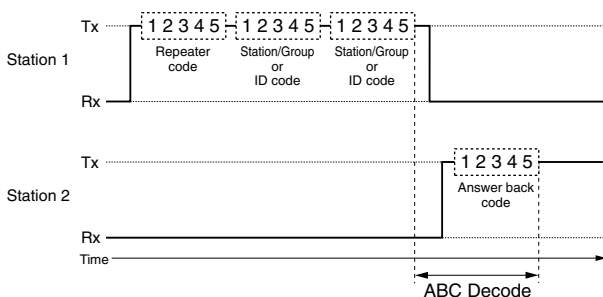 Tx
1 2 3 4 5
1 2 3 4 5
1 2 3 4 5
Repeater
code
Station/Group
or
ID code
Station/Group
or
ID code
Station 1
Rx
Tx
1 2 3 4 5
Answer back
code
Station 2
Rx
Time
ABC Decode